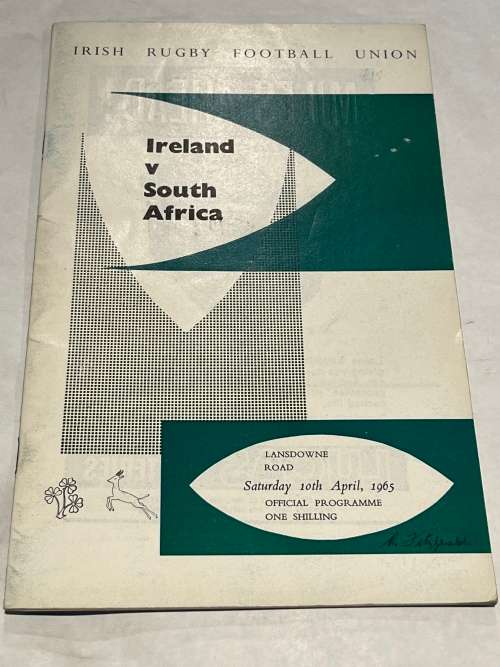 IRISH RUGBY FOOTBALL UNION
Ireland
v
South
Africa
LANSDOWNE
ROAD
Saturday 10th April, 1965
OFFICIAL PROGRAMME
ONE SHILLING